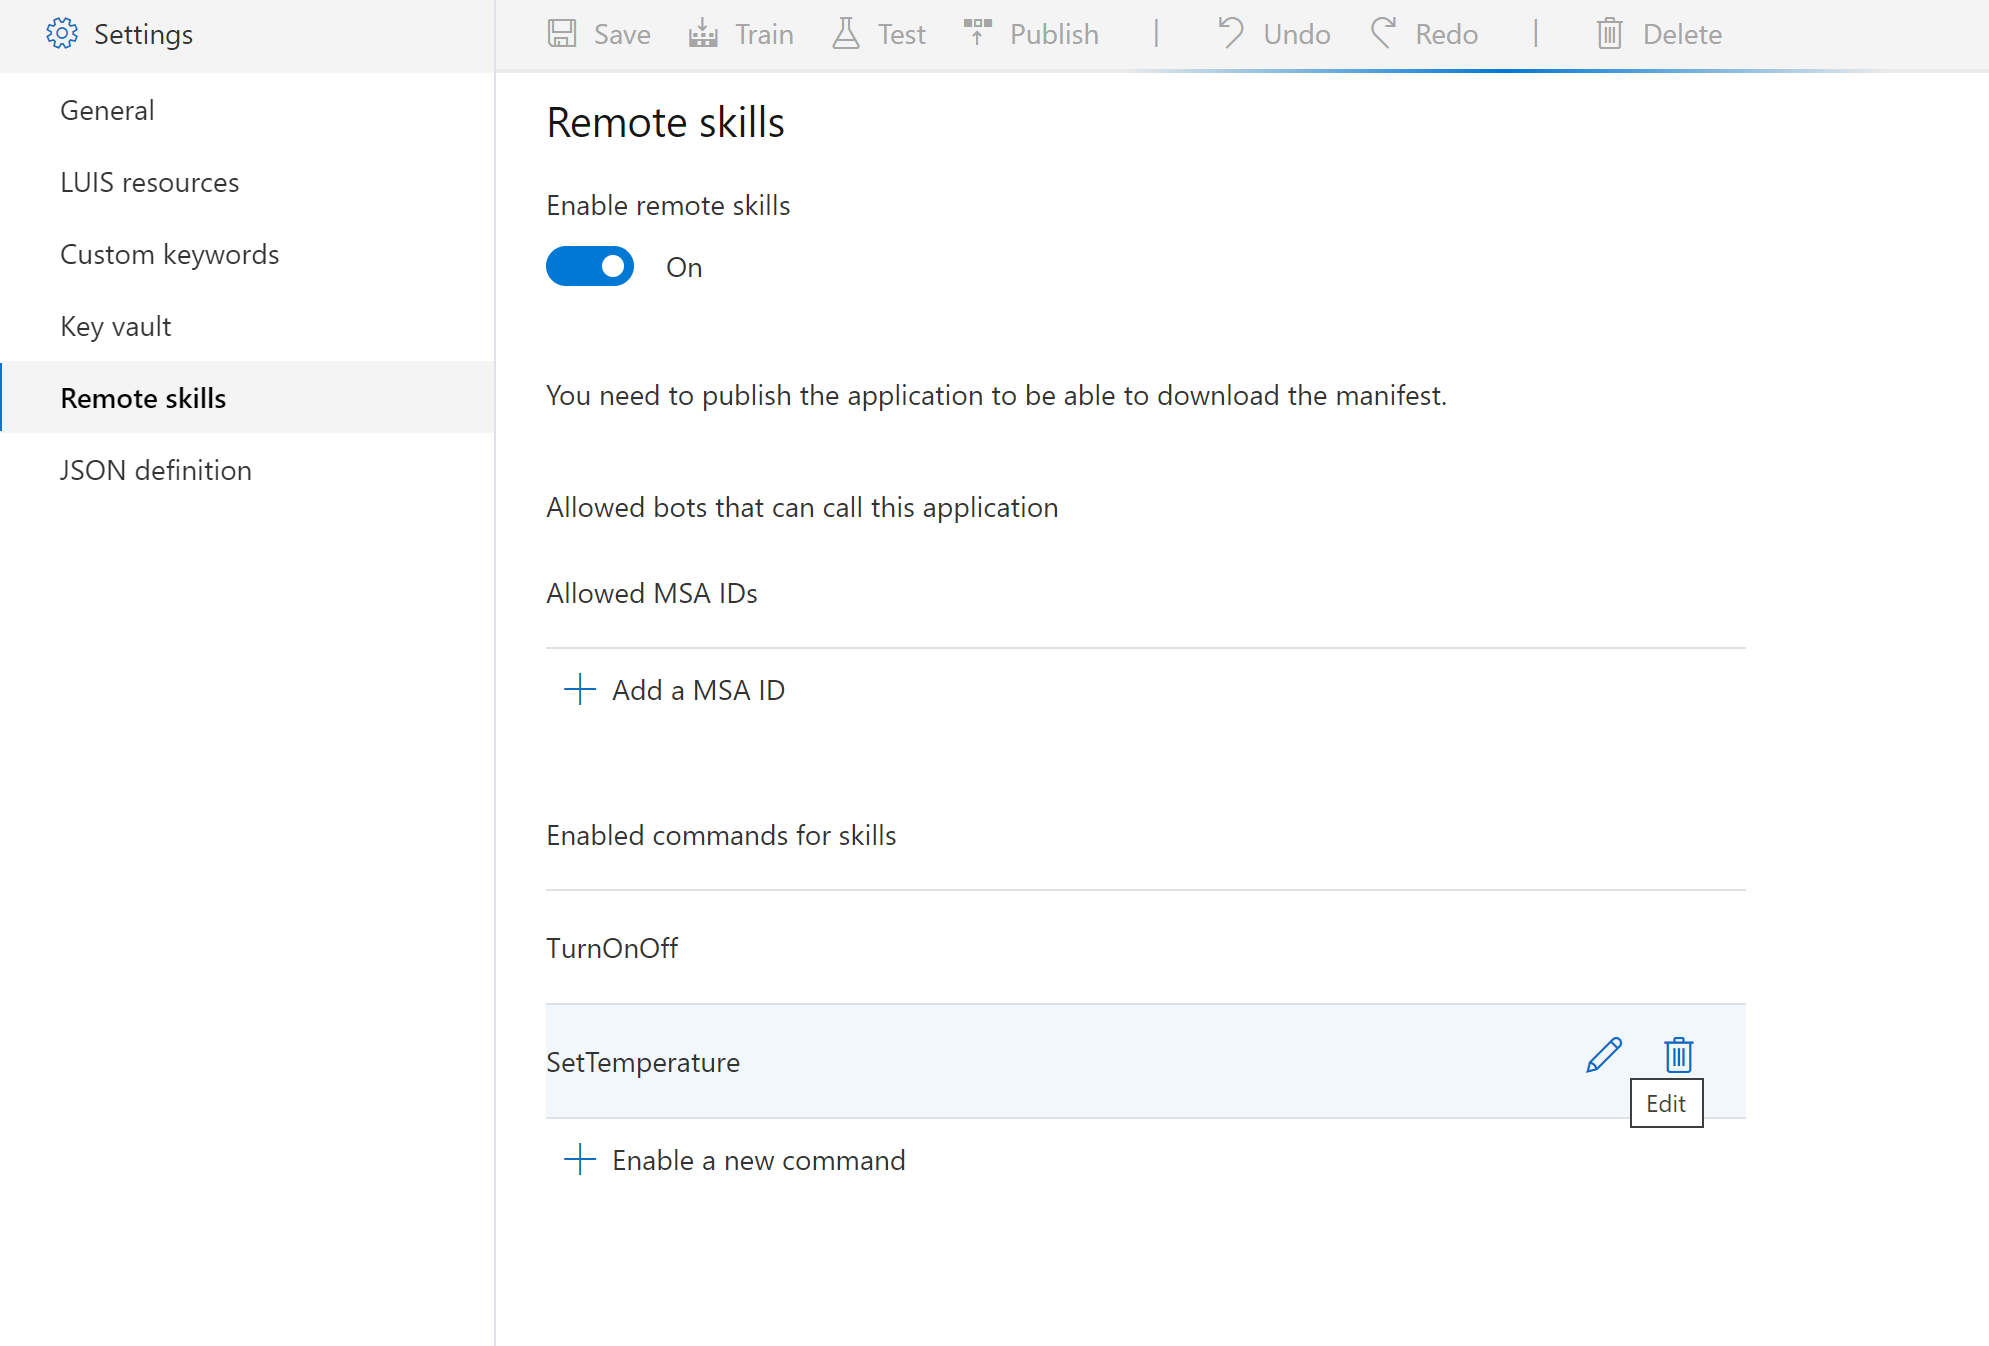 Settings
Save Train Test Publish | Undo Redo | Delete
General
LUIS resources
Custom keywords
Key vault
Remote skills
JSON definition
Remote skills
Enable remote skills
On
You need to publish the application to be able to download the manifest.
Allowed bots that can call this application
Allowed MSA IDs
Add a MSA ID
Enabled commands for skills
TurnOnOff
SetTemperature
Edit
Enable a new command